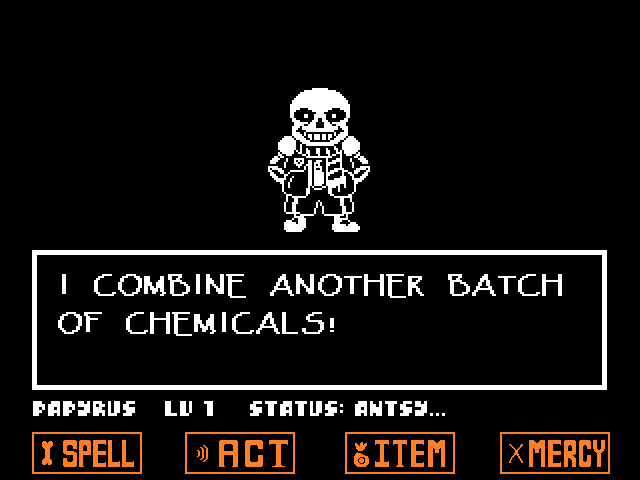 I COMBINE ANOTHER BATCH
OF CHEMICALS!
PAPYRUS LV 1 STATUS: ANTSY...
SPELL ACT ITEM MERCY